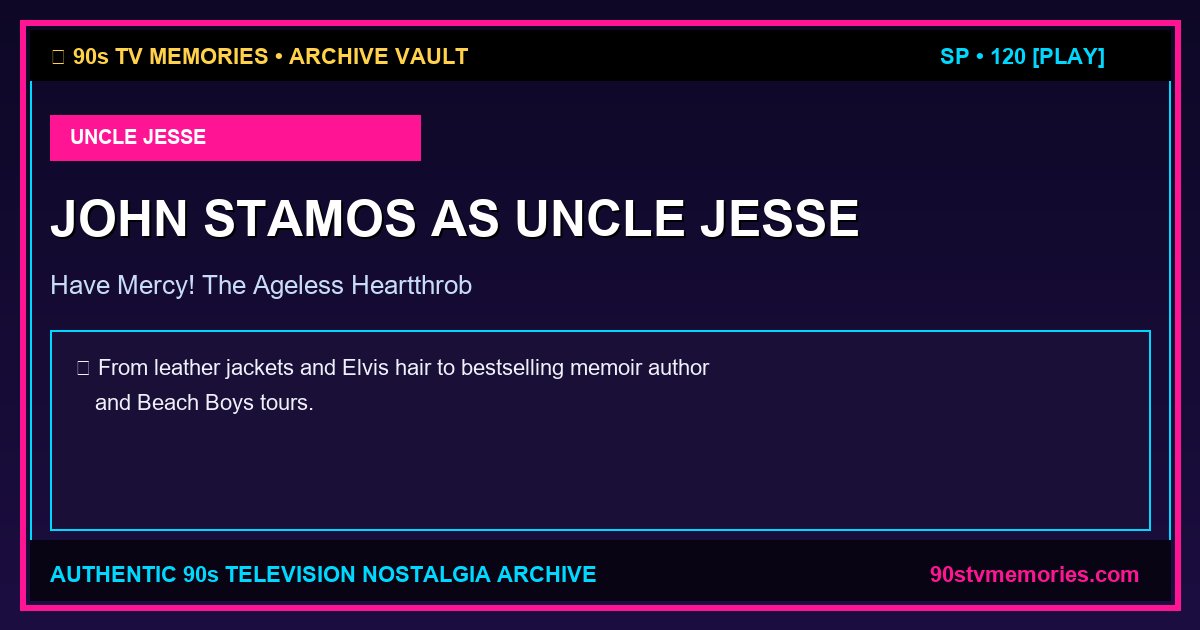 90s TV MEMORIES • ARCHIVE VAULT
SP • 120 [PLAY]
UNCLE JESSE
JOHN STAMOS AS UNCLE JESSE
Have Mercy! The Ageless Heartthrob
From leather jackets and Elvis hair to bestselling memoir author
and Beach Boys tours.
AUTHENTIC 90s TELEVISION NOSTALGIA ARCHIVE
90stvmemories.com